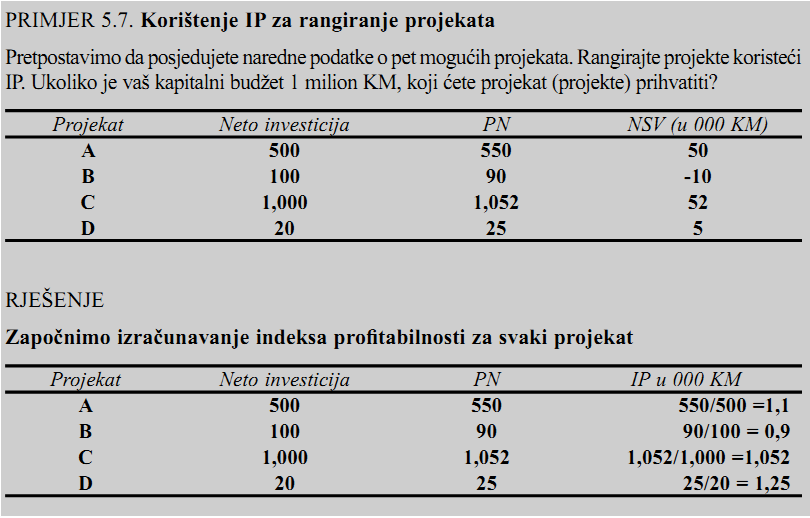 PRIMJER 5.7. Korištenje IP za rangiranje projekata
Pretpostavimo da posjedujete naredne podatke o pet mogućih projekata. Rangirajte projekte koristeći
IP. Ukoliko je vaš kapitalni budžet 1 milion KM, koji ćete projekat (projekte) prihvatiti?
Projekat Neto investicija PN NSV (u 000 KM)
A 500 550 50
B 100 90 -10
C 1,000 1,052 52
D 20 25 5
RJEŠENJE
Započnimo izračunavanje indeksa profitabilnosti za svaki projekat
Projekat Neto investicija PN IP u 000 KM
A 500 550 550/500 =1,1
B 100 90 90/100 = 0,9
C 1,000 1,052 1,052/1,000 =1,052
D 20 25 25/20 = 1,25